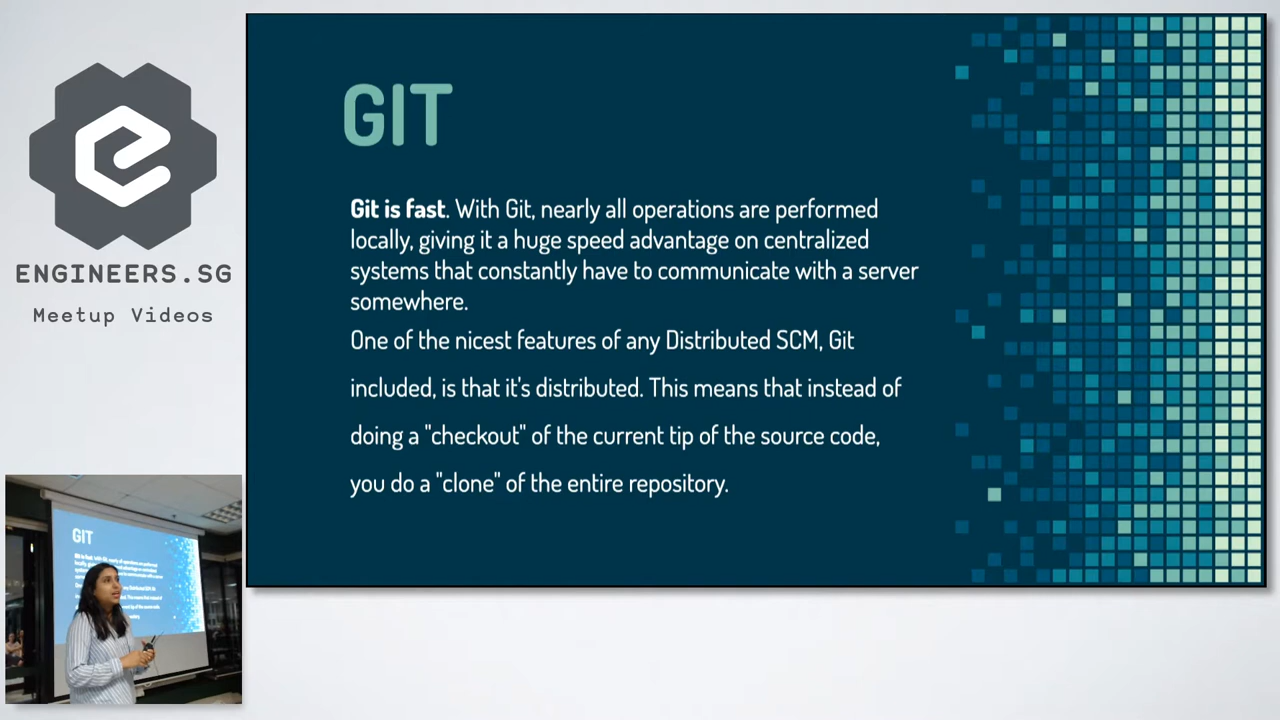 ENGINEERS.SG
Meetup Videos
GIT
Git is fast. With Git, nearly all operations are performed
locally, giving it a huge speed advantage on centralized
systems that constantly have to communicate with a server
somewhere.
One of the nicest features of any Distributed SCM, Git
included, is that it's distributed. This means that instead of
doing a "checkout" of the current tip of the source code,
you do a "clone" of the entire repository.
GIT